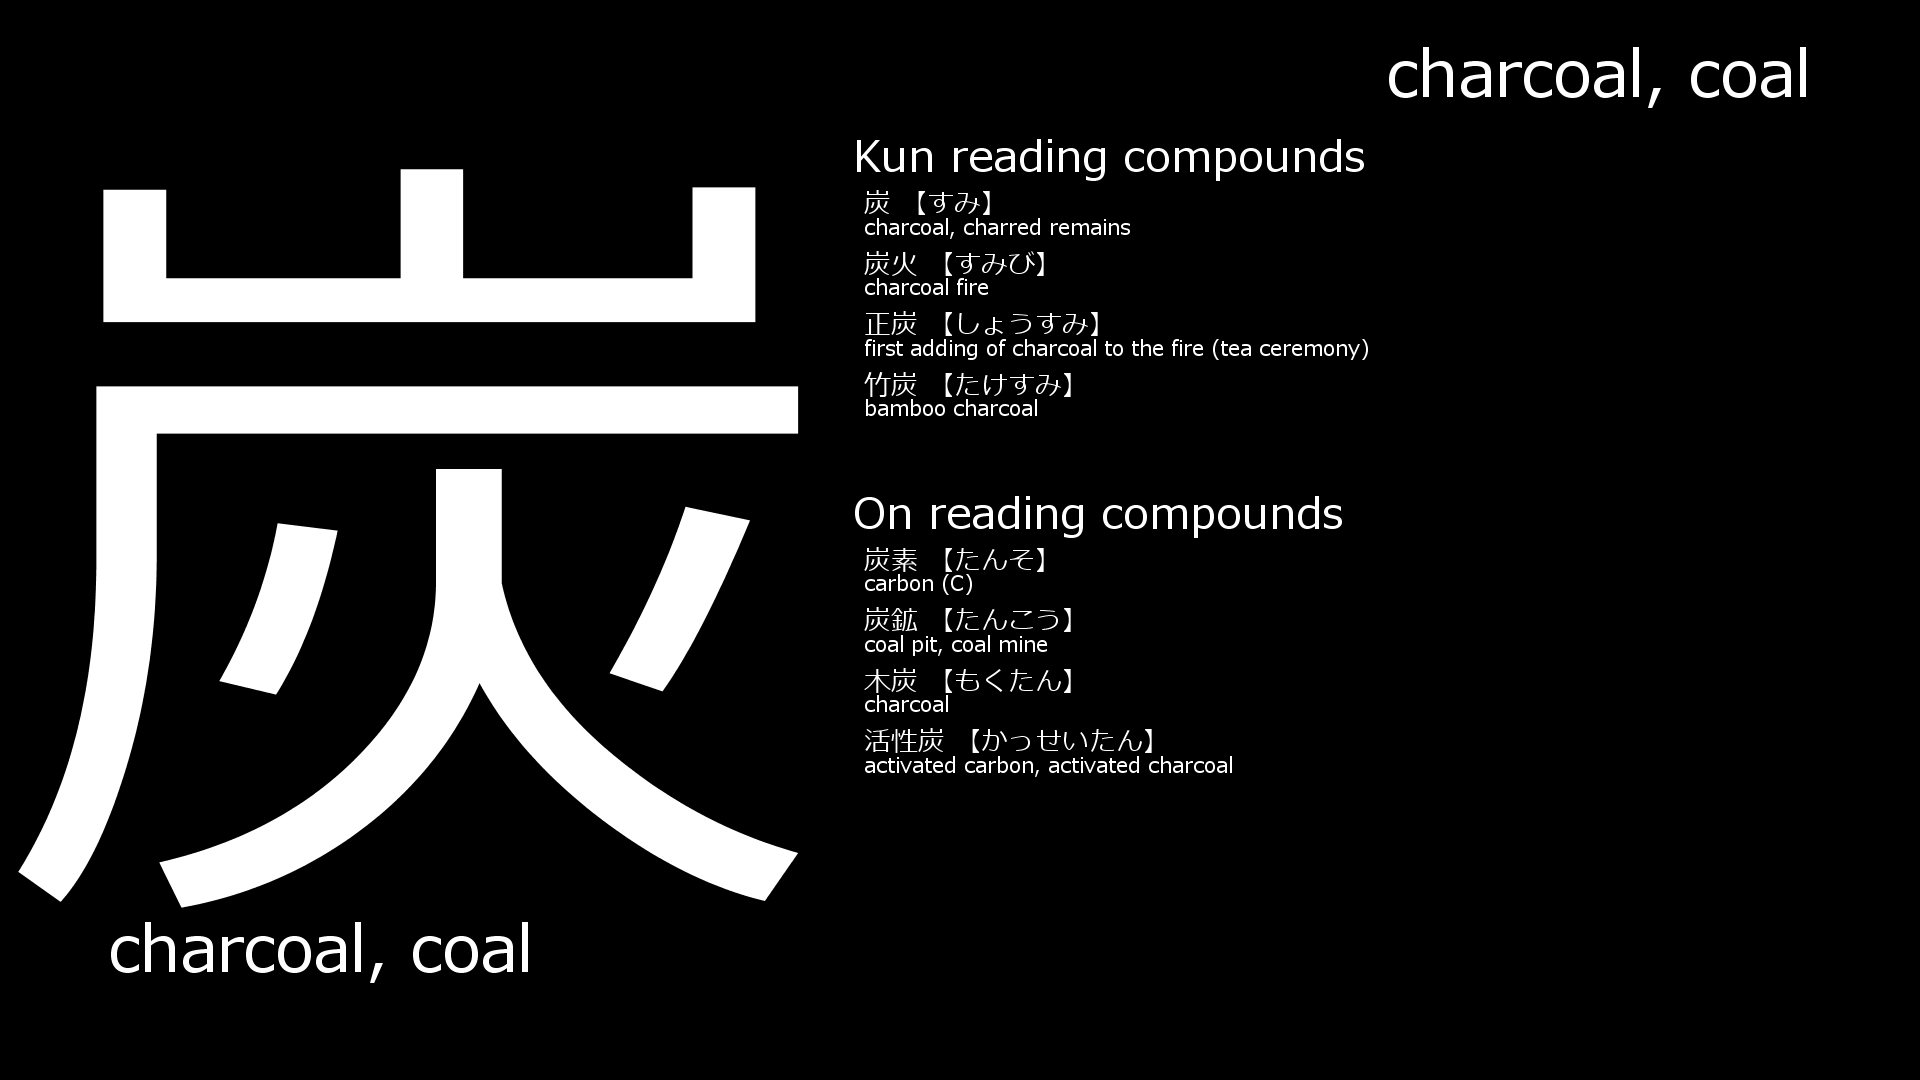 charcoal, coal
炭
charcoal, coal
Kun reading compounds
炭 【すみ】
charcoal, charred remains
炭火 【すみび】
charcoal fire
正炭 【しょうすみ】
first adding of charcoal to the fire (tea ceremony)
竹炭 【たけすみ】
bamboo charcoal
On reading compounds
炭素 【たんそ】
carbon (C)
炭鉱 【たんこう】
coal pit, coal mine
木炭 【もくたん】
charcoal
活性炭 【かっせいたん】
activated carbon, activated charcoal